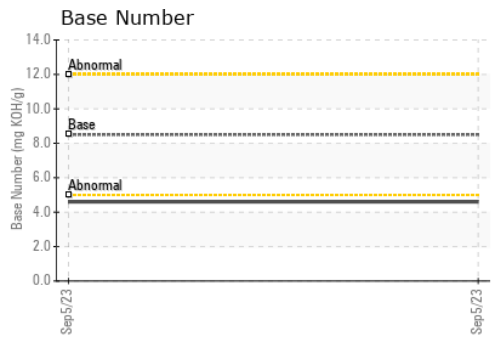 Base Number
Base Number (mg KOH/g)
14.0
12.0
10.0
8.0
6.0
4.0
2.0
0.0
Abnormal
Base
Abnormal
Sep5/23
Sep5/23